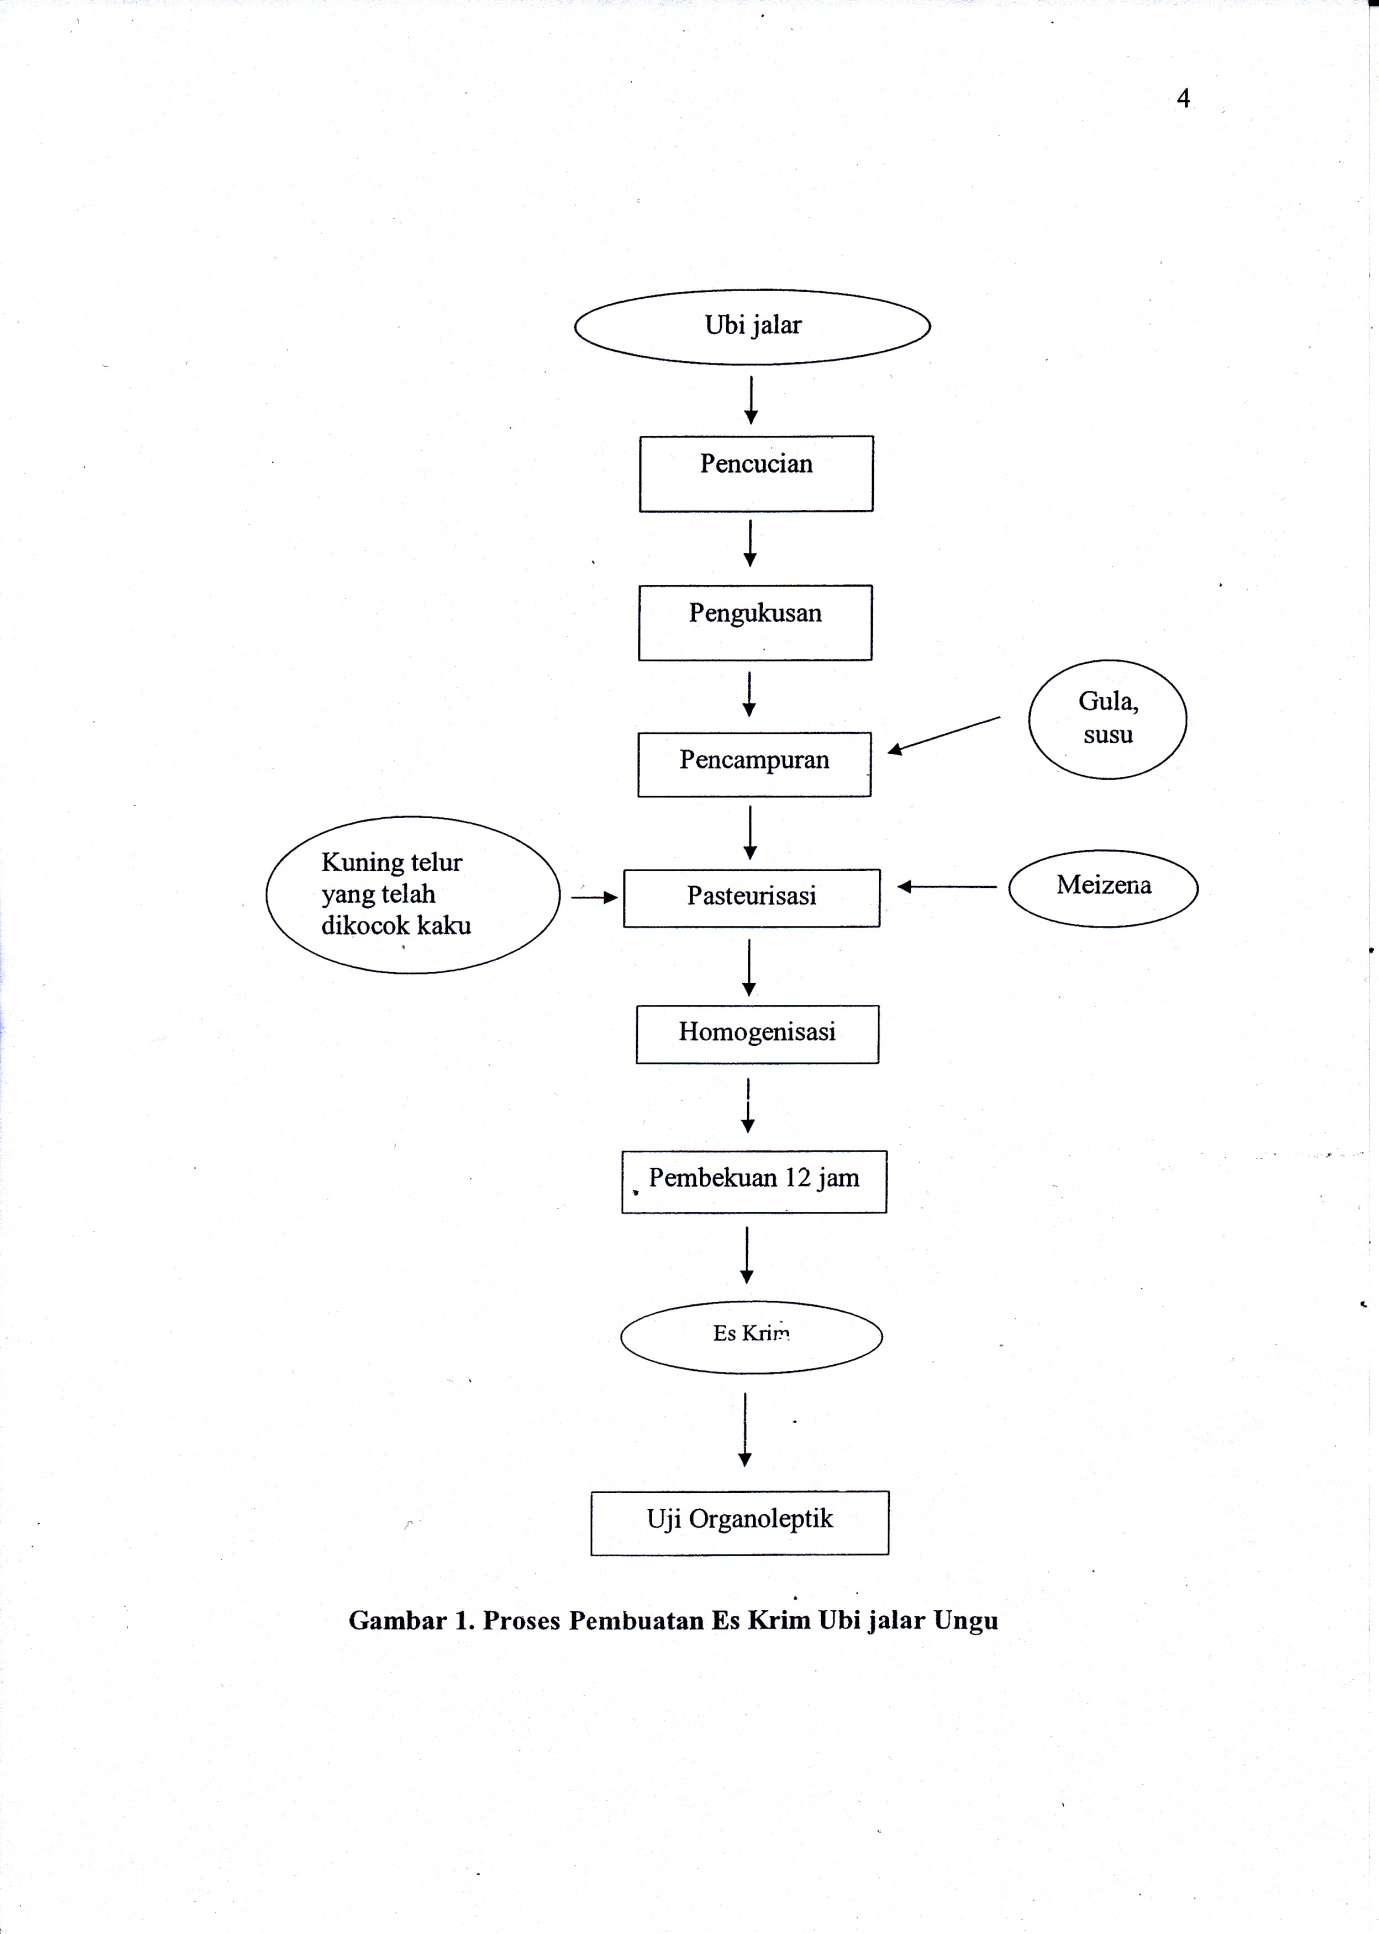 4
Ubi jalar
Pencucian
Pengukusan
Gula,
susu
Pencampuran
Kuning telur
yang telah
dikocok kaku
Pasteurisasi
Meizena
Homogenisasi
Pembekuan 12 jam
Es Krim
Uji Organoleptik
Gambar 1. Proses Pembuatan Es Krim Ubi jalar Ungu